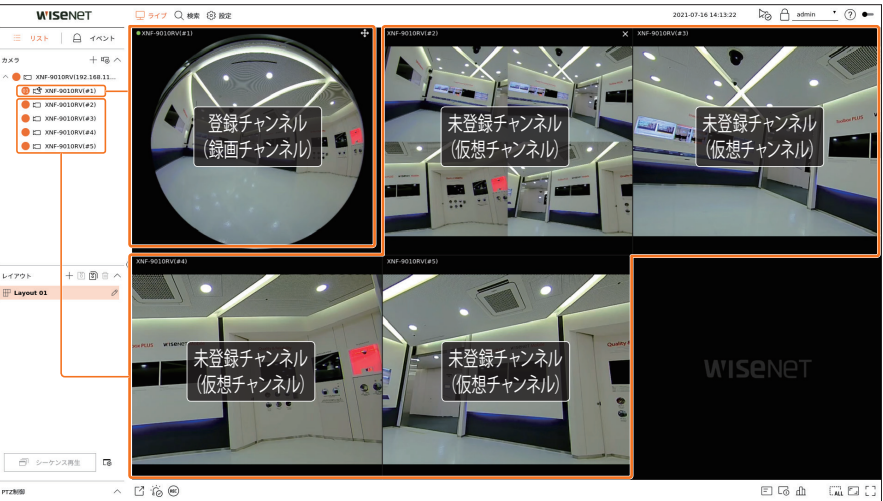 WISENET
ライブ
検索
設定
2021-07-16 14:13:22
admin
リスト
イベント
カメラ
XNF-9010RV(192.168.11...
XNF-9010RV(#1)
XNF-9010RV(#2)
XNF-9010RV(#3)
XNF-9010RV(#4)
XNF-9010RV(#5)
レイアウト
Layout 01
シーケンス再生
PTZ制御
XNF-9010RV(#1)
登録チャンネル
(録画チャンネル)
XNF-9010RV(#2)
未登録チャンネル
(仮想チャンネル)
XNF-9010RV(#3)
未登録チャンネル
(仮想チャンネル)
XNF-9010RV(#4)
未登録チャンネル
(仮想チャンネル)
WISENET
XNF-9010RV(#5)
未登録チャンネル
(仮想チャンネル)
WISENET
REC
ALL